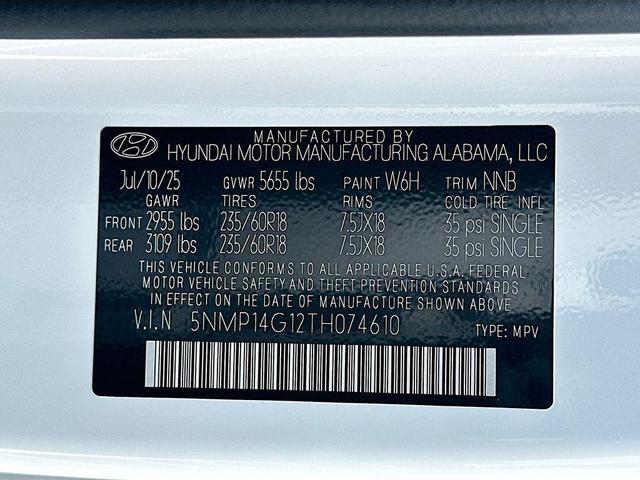 MANUFACTURED BY
HYUNDAI MOTOR MANUFACTURING ALABAMA, LLC
Jul/10/25 GVWR 5655 lbs PAINT W6H TRIM NNB
GAWR TIRES RIMS COLD TIRE INFL
FRONT 2955 lbs 235/60R18 7.5JX18 35 psi SINGLE
REAR 3109 lbs 235/60R18 7.5JX18 35 psi SINGLE
THIS VEHICLE CONFORMS TO ALL APPLICABLE U.S.A. FEDERAL
MOTOR VEHICLE SAFETY AND THEFT PREVENTION STANDARDS
IN EFFECT ON THE DATE OF MANUFACTURE SHOWN ABOVE.
V.I.N 5NMP14G12TH074610 TYPE: MPV